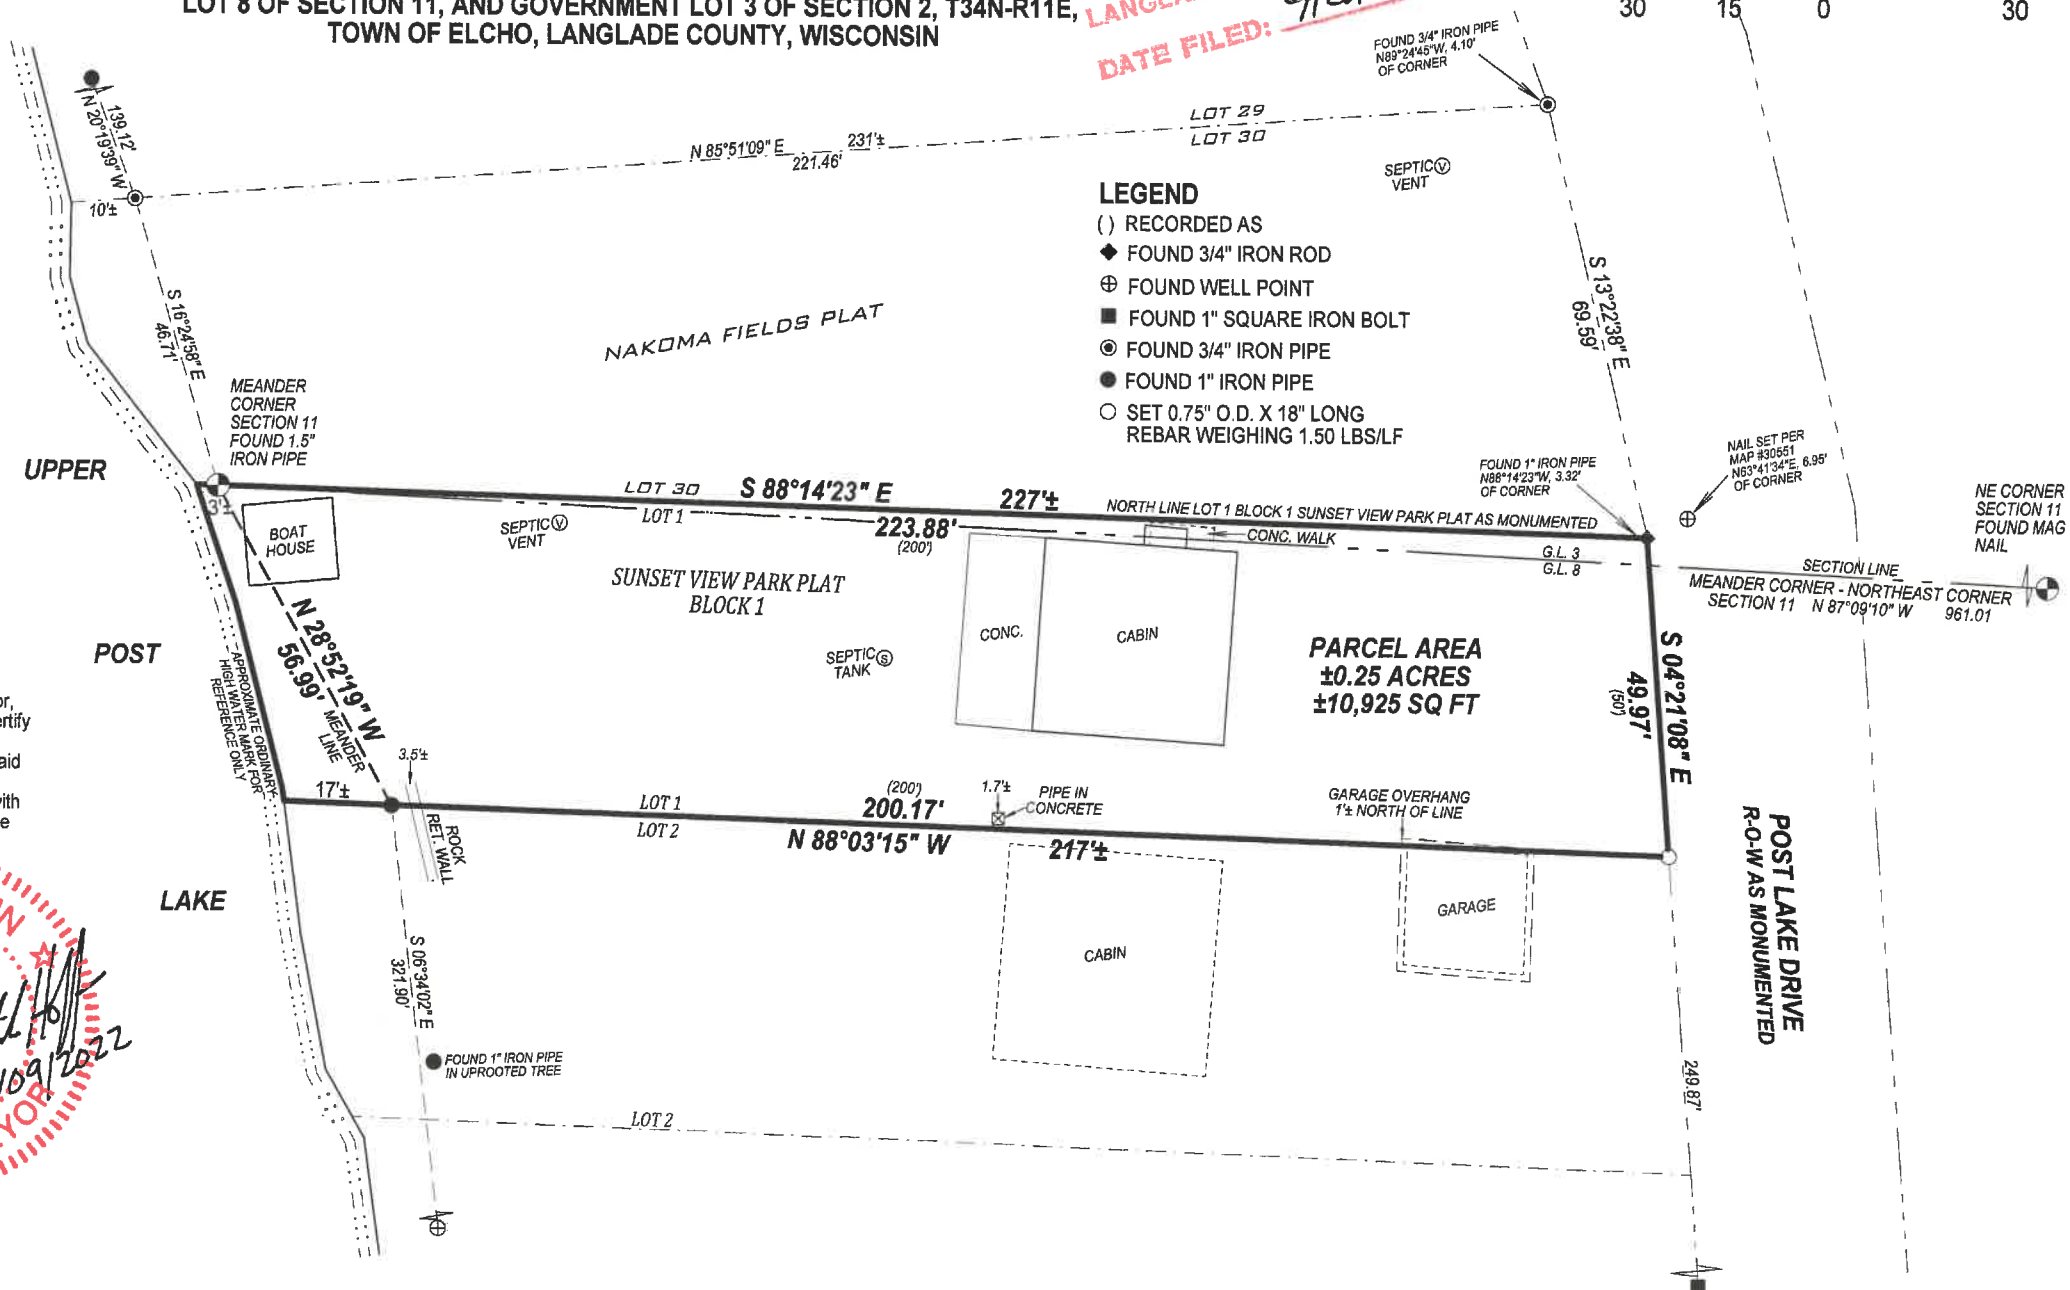 LOT 8 OF SECTION 11, AND GOVERNMENT LOT 3 OF SECTION 2, T34N-R11E,
TOWN OF ELCHO, LANGLADE COUNTY, WISCONSIN
DATE FILED:
30 15 0 30
FOUND 3/4" IRON PIPE
N89°24'45"W, 4.10'
OF CORNER
139.12'
N 20°19'39" W
10'±
N 85°51'09" E
231'±
221.46'
LOT 29
LOT 30
SEPTIC V
VENT
LEGEND
( ) RECORDED AS
FOUND 3/4" IRON ROD
FOUND WELL POINT
FOUND 1" SQUARE IRON BOLT
FOUND 3/4" IRON PIPE
FOUND 1" IRON PIPE
SET 0.75" O.D. X 18" LONG
REBAR WEIGHING 1.50 LBS/LF
S 13°22'38" E
69.59'
S 16°24'58" E
46.71'
NAKOMA FIELDS PLAT
MEANDER
CORNER
SECTION 11
FOUND 1.5"
IRON PIPE
UPPER
POST
LAKE
3'±
BOAT
HOUSE
LOT 30
LOT 1
S 88°14'23" E
227'±
223.88'
(200')
NORTH LINE LOT 1 BLOCK 1 SUNSET VIEW PARK PLAT AS MONUMENTED
FOUND 1" IRON PIPE
N88°14'23"W, 3.32'
OF CORNER
NAIL SET PER
MAP #30551
N63°41'34"E, 6.95'
OF CORNER
NE CORNER
SECTION 11
FOUND MAG
NAIL
SEPTIC V
VENT
CONC. WALK
G.L. 3
G.L. 8
SECTION LINE
MEANDER CORNER - NORTHEAST CORNER
SECTION 11 N 87°09'10" W 961.01
SUNSET VIEW PARK PLAT
BLOCK 1
CONC.
CABIN
SEPTIC S
TANK
PARCEL AREA
±0.25 ACRES
±10,925 SQ FT
S 04°21'08" E
49.97'
(50')
N 28°52'19" W
56.99'
MEANDER
LINE
APPROXIMATE ORDINARY
HIGH WATER MARK FOR
REFERENCE ONLY
or,
ertify
aid
vith
e
17'±
3.5'±
ROCK
RET. WALL
LOT 1
LOT 2
(200')
200.17'
N 88°03'15" W
217'±
1.7'±
PIPE IN
CONCRETE
GARAGE OVERHANG
1'± NORTH OF LINE
GARAGE
CABIN
POST LAKE DRIVE
R-O-W AS MONUMENTED
S 06°34'02" E
321.90'
FOUND 1" IRON PIPE
IN UPROOTED TREE
LOT 2
249.87'
09/2022
YOR